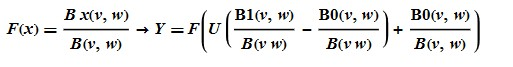 F(x) = B x(v, w) / B(v, w) → Y = F(U(B1(v, w) / B(v w) − B0(v, w) / B(v w)) + B0(v, w) / B(v, w))